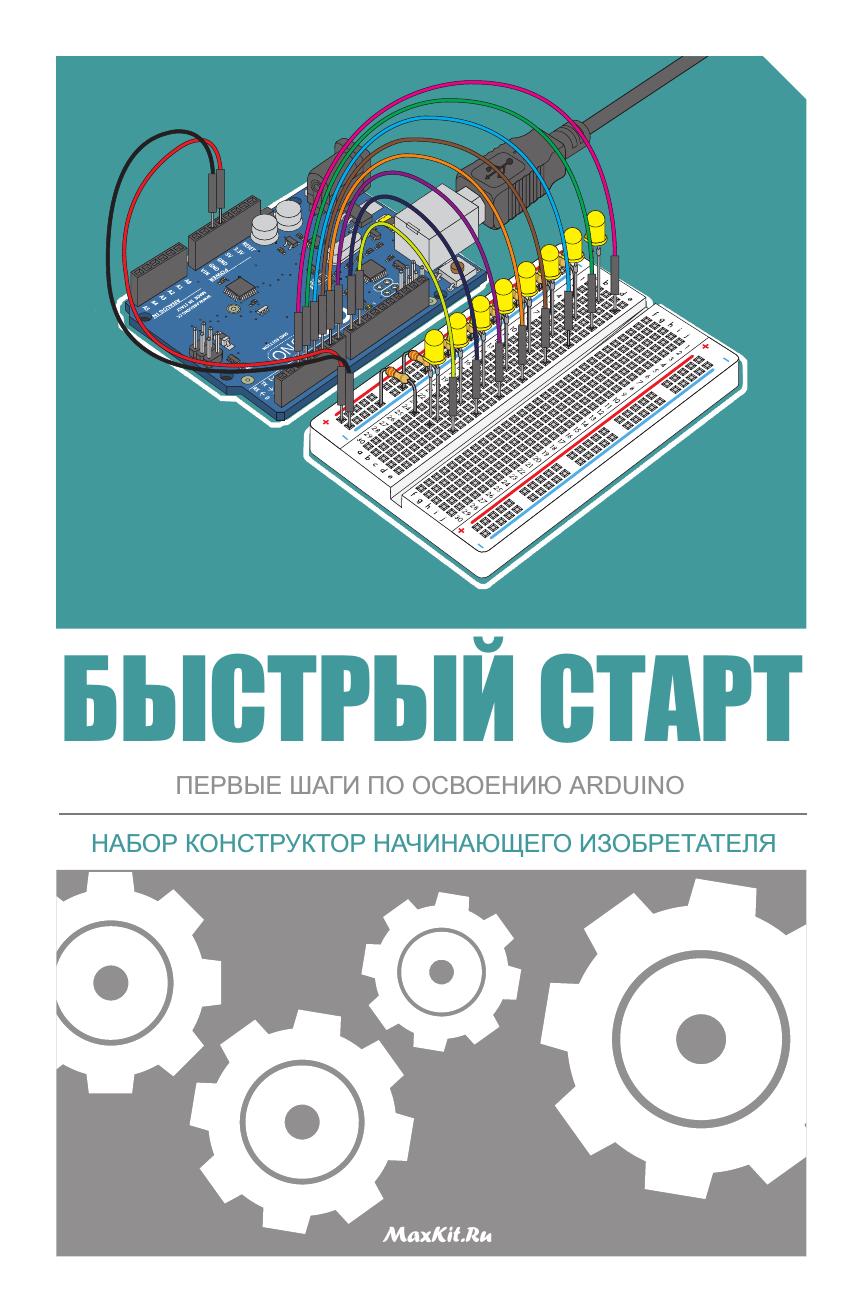 БЫСТРЫЙ СТАРТ
ПЕРВЫЕ ШАГИ ПО ОСВОЕНИЮ ARDUINO
НАБОР КОНСТРУКТОР НАЧИНАЮЩЕГО ИЗОБРЕТАТЕЛЯ
MaxKit.Ru